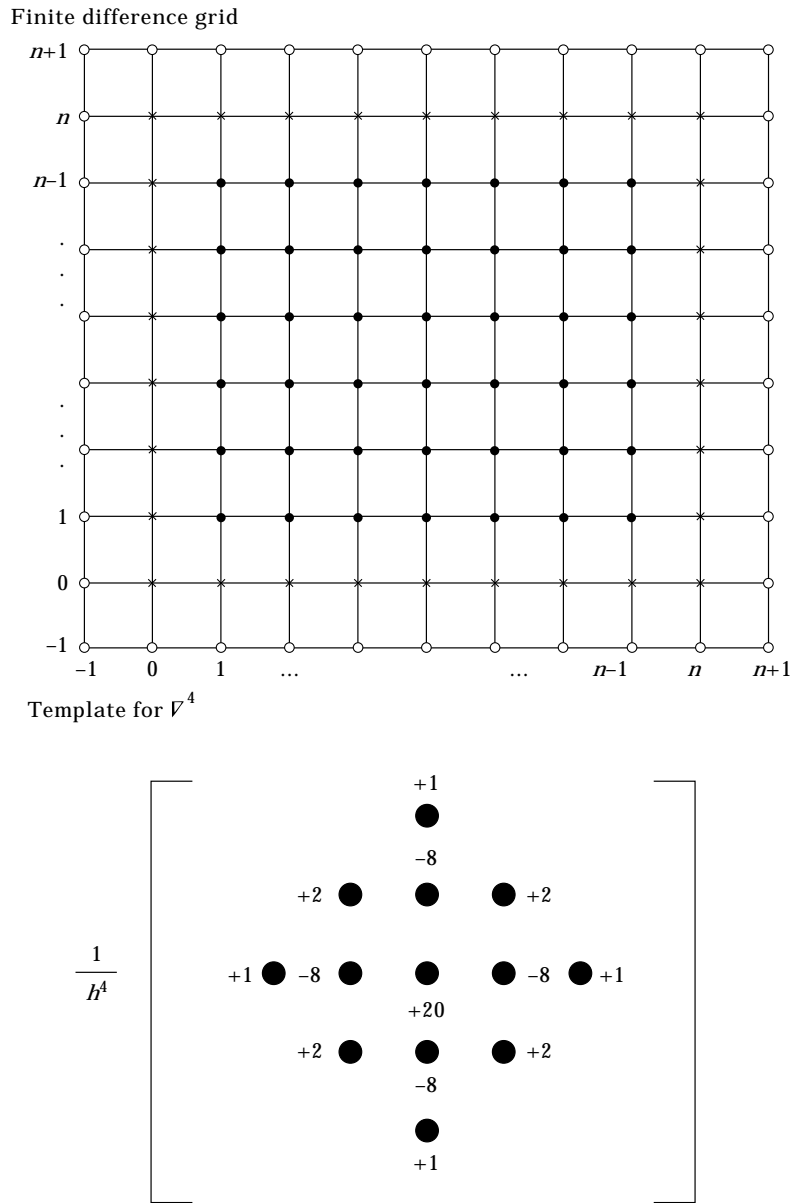 Finite difference grid
n+1
n
n–1
.
.
.
.
.
.
1
0
–1
–1 0 1 ... ... n–1 n n+1
Template for ∇⁴
+1
–8
+2 +2
1
+1 –8 –8 +1
h⁴
+20
+2 +2
–8
+1